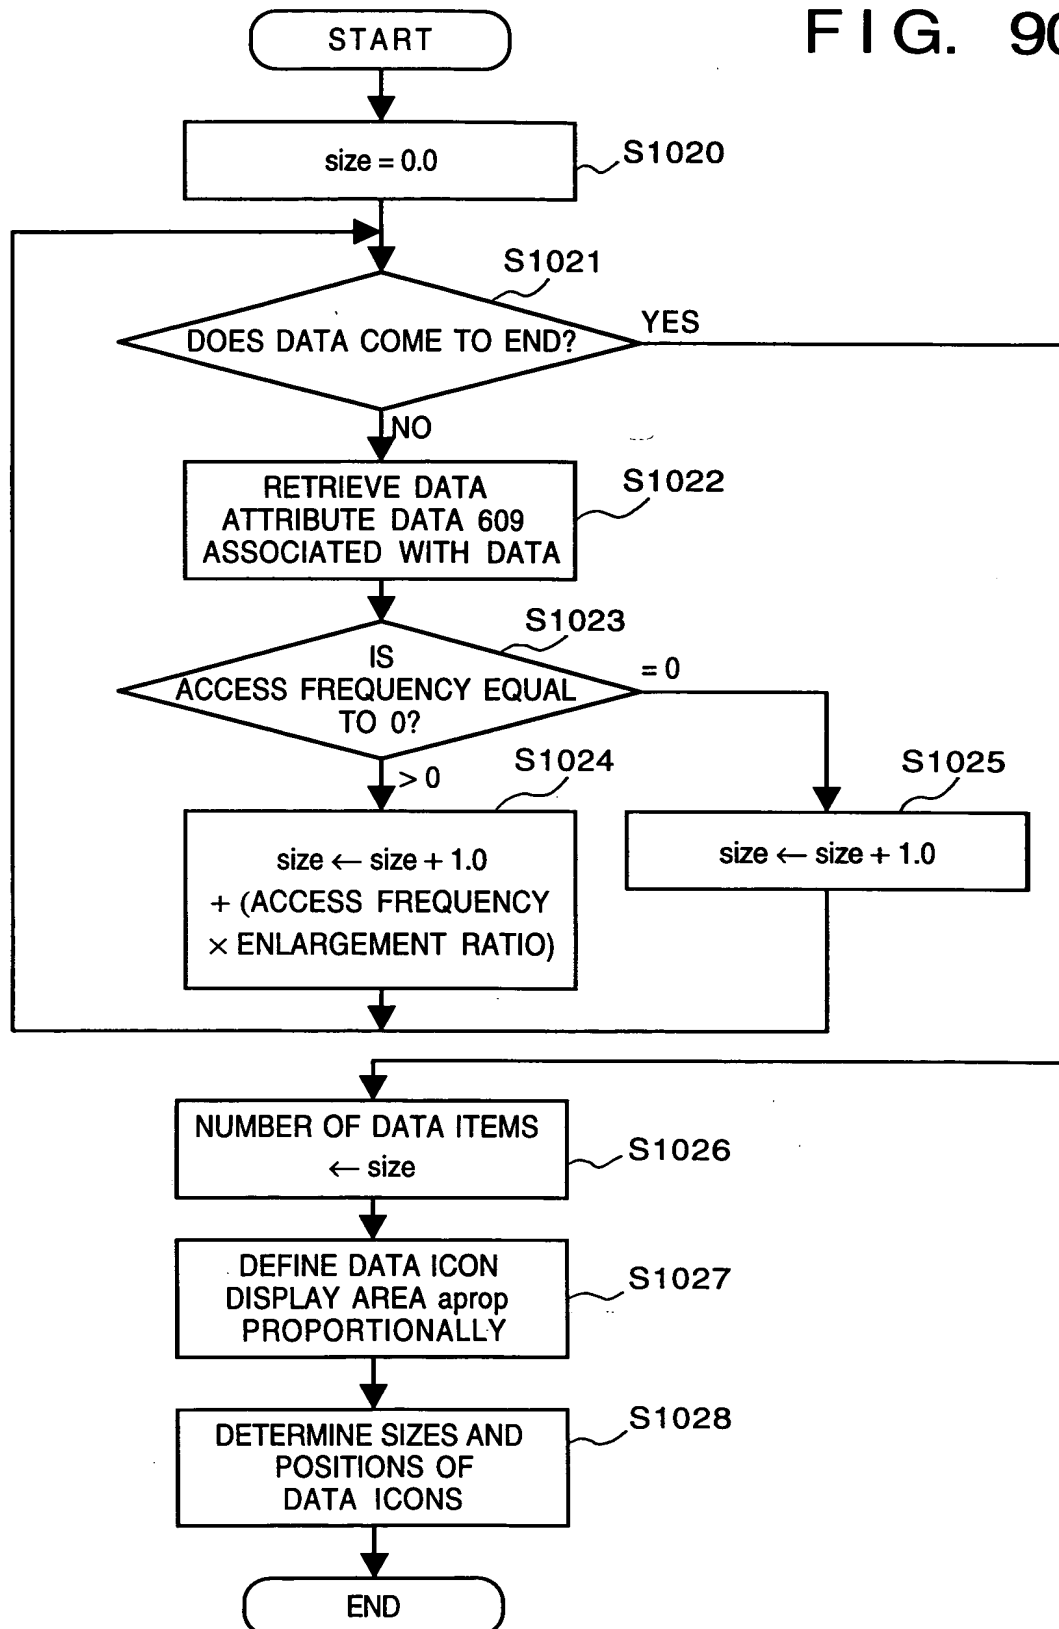 FIG. 90
START
size = 0.0
S1020
S1021
DOES DATA COME TO END?
YES
NO
RETRIEVE DATA
ATTRIBUTE DATA 609
ASSOCIATED WITH DATA
S1022
S1023
IS
ACCESS FREQUENCY EQUAL
TO 0?
= 0
> 0
S1024
size ← size + 1.0
+ (ACCESS FREQUENCY
× ENLARGEMENT RATIO)
S1025
size ← size + 1.0
NUMBER OF DATA ITEMS
← size
S1026
DEFINE DATA ICON
DISPLAY AREA aprop
PROPORTIONALLY
S1027
DETERMINE SIZES AND
POSITIONS OF
DATA ICONS
S1028
END